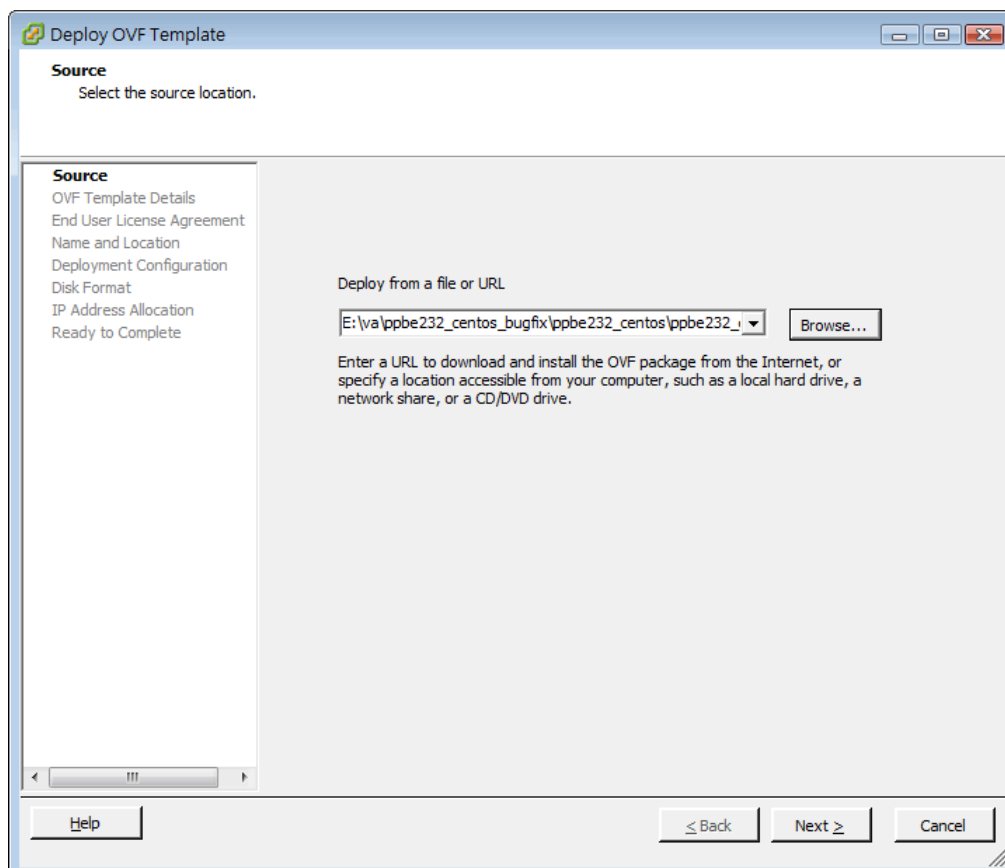 Deploy OVF Template
Source
Select the source location.
Source
OVF Template Details
End User License Agreement
Name and Location
Deployment Configuration
Disk Format
IP Address Allocation
Ready to Complete
Deploy from a file or URL
E:\va\ppbe232_centos_bugfix\ppbe232_centos\ppbe232_
Browse...
Enter a URL to download and install the OVF package from the Internet, or
specify a location accessible from your computer, such as a local hard drive, a
network share, or a CD/DVD drive.
Help
< Back
Next >
Cancel